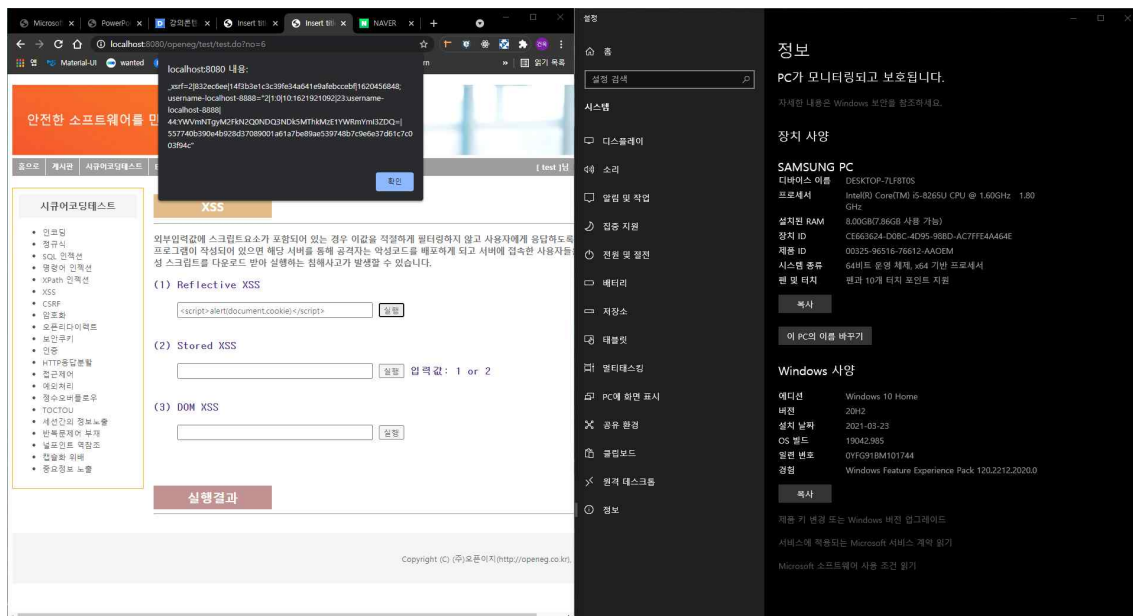 Microsof
PowerPo
강의콘텐
Insert titl
Insert titl
NAVER
localhost:8080/openeg/test/test.do?no=6
앱
Material-UI
wanted
읽기 목록
localhost:8080 내용:
_xsrf=2|832ec6ee|14f3b3e1c3c39fe34a641e9afebccebf|1620456848;
username-localhost-8888="2|1:0|10:1621921092|23:username-
localhost-8888|
44:YWVmNTgyM2FkN2Q0NDQ3NDk5MThkMzE1YWRmYmI3ZDQ=|
557740b390e4b928d37089001a61a7be89ae539748b7c9e6e37d61c7c0
03f94c"
확인
안전한 소프트웨어를 만
홈으로
게시판
시큐어코딩테스트
[ test ]님
시큐어코딩테스트
인코딩
정규식
SQL 인젝션
명령어 인젝션
XPath 인젝션
XSS
CSRF
암호화
오픈리다이렉트
보안쿠키
인증
HTTP응답분할
접근제어
예외처리
정수오버플로우
TOCTOU
세션간의 정보노출
반복문제어 부재
널포인트 역참조
캡슐화 위배
중요정보 노출
XSS
외부입력값에 스크립트요소가 포함되어 있는 경우 이값을 적절하게 필터링하지 않고 사용자에게 응답하도록
프로그램이 작성되어 있으면 해당 서버를 통해 공격자는 악성코드를 배포하게 되고 서버에 접속한 사용자들은
성 스크립트를 다운로드 받아 실행하는 침해사고가 발생할 수 있습니다.
(1) Reflective XSS
<script>alert(document.cookie)</script>
실행
(2) Stored XSS
실행
입력값: 1 or 2
(3) DOM XSS
실행
실행결과
Copyright (C) (주)오픈이지(http://openeg.co.kr),
설정
홈
설정 검색
시스템
디스플레이
소리
알림 및 작업
집중 지원
전원 및 절전
배터리
저장소
태블릿
멀티태스킹
PC에 화면 표시
공유 환경
클립보드
원격 데스크톱
정보
정보
PC가 모니터링되고 보호됩니다.
자세한 내용은 Windows 보안을 참조하세요.
장치 사양
SAMSUNG PC
디바이스 이름 DESKTOP-7LF8T0S
프로세서 Intel(R) Core(TM) i5-8265U CPU @ 1.60GHz 1.80
GHz
설치된 RAM 8.00GB(7.86GB 사용 가능)
장치 ID CE663624-D0BC-4D95-98BD-AC7FFE4A464E
제품 ID 00325-96516-76612-AAOEM
시스템 종류 64비트 운영 체제, x64 기반 프로세서
펜 및 터치 펜과 10개 터치 포인트 지원
복사
이 PC의 이름 바꾸기
Windows 사양
에디션 Windows 10 Home
버전 20H2
설치 날짜 2021-03-23
OS 빌드 19042.985
일련 번호 0YFG91BM101744
경험 Windows Feature Experience Pack 120.2212.2020.0
복사
제품 키 변경 또는 Windows 버전 업그레이드
서비스에 적용되는 Microsoft 서비스 계약 읽기
Microsoft 소프트웨어 사용 조건 읽기